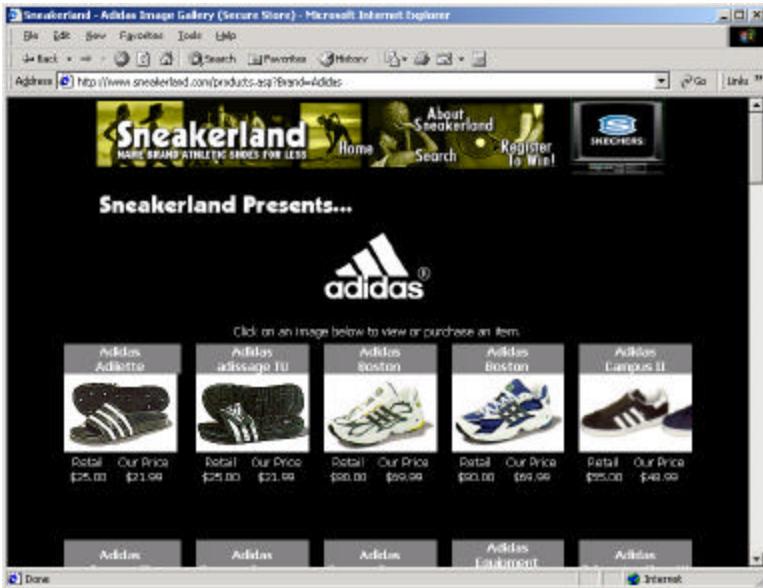 Sneakerland - Adidas Image Gallery (Secure Store) - Microsoft Internet Explorer
File Edit View Favorites Tools Help
Back Search Favorites History
Address http://www.sneakerland.com/products.asp?Brand=Adidas Go Links »
Sneakerland
NAME BRAND ATHLETIC SHOES FOR LESS
Home
Search
About Sneakerland
Register To Win!
S
SKECHERS
Sneakerland Presents...
adidas®
Click on an image below to view or purchase an item.
Adidas Adidas Adidas Adidas Adidas
Adilette adissage TU Boston Boston Campus II
Retail Our Price Retail Our Price Retail Our Price Retail Our Price Retail Our Price
$25.00 $21.99 $25.00 $21.99 $80.00 $69.99 $80.00 $69.99 $55.00 $48.99
Adidas Adidas Adidas Adidas Adidas
Equipment
Done Internet